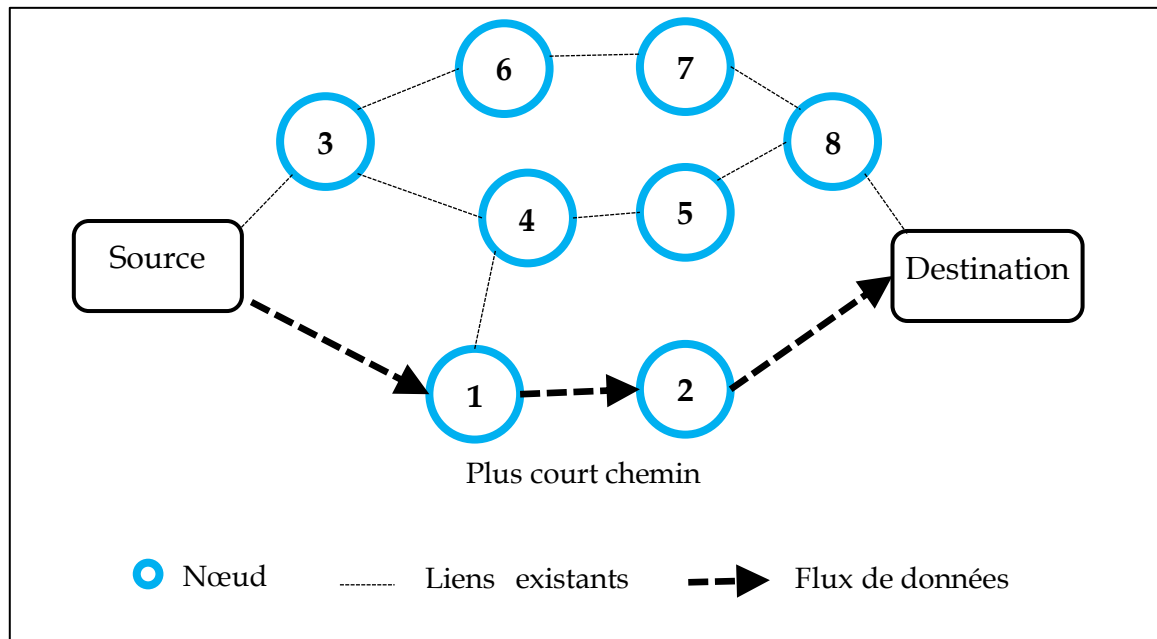 6
7
3
8
4
5
Source
Destination
1
2
Plus court chemin
Nœud
Liens existants
Flux de données